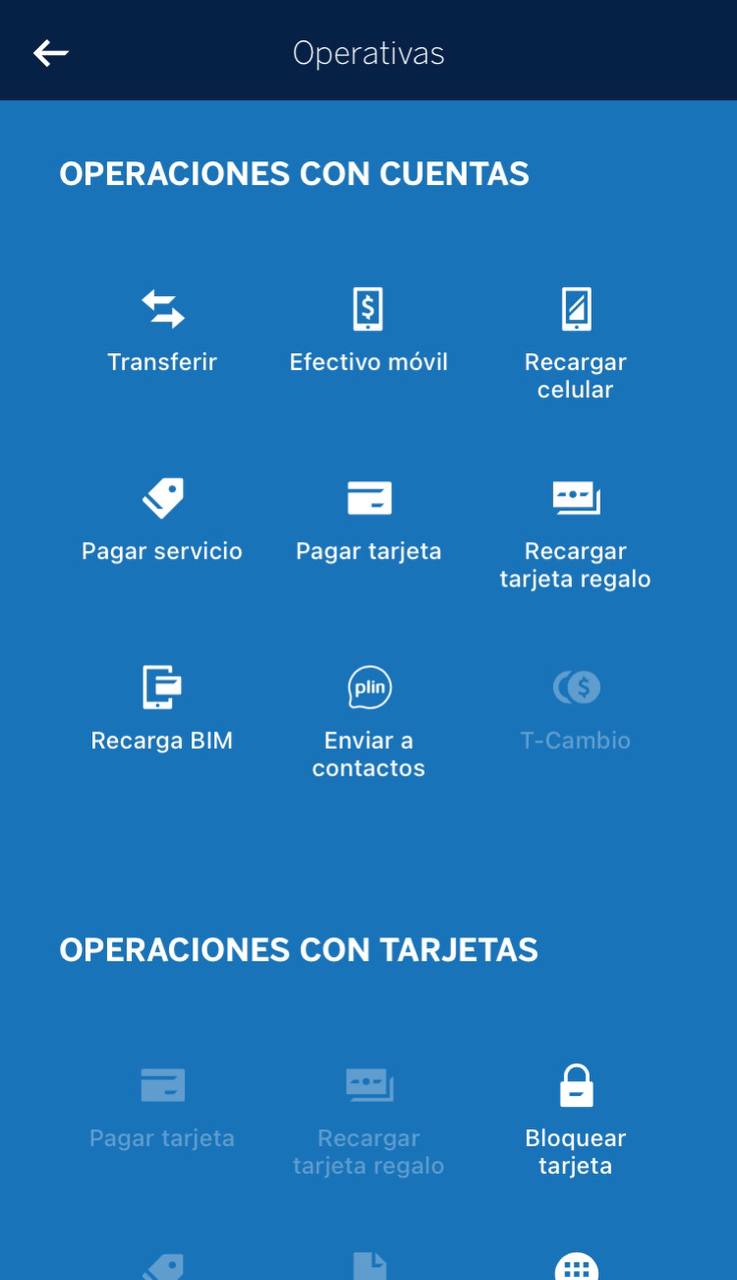 Operativas
OPERACIONES CON CUENTAS
Transferir
Efectivo móvil
Recargar
celular
Pagar servicio
Pagar tarjeta
Recargar
tarjeta regalo
Recarga BIM
plin
Enviar a
contactos
T-Cambio
OPERACIONES CON TARJETAS
Pagar tarjeta
Recargar
tarjeta regalo
Bloquear
tarjeta